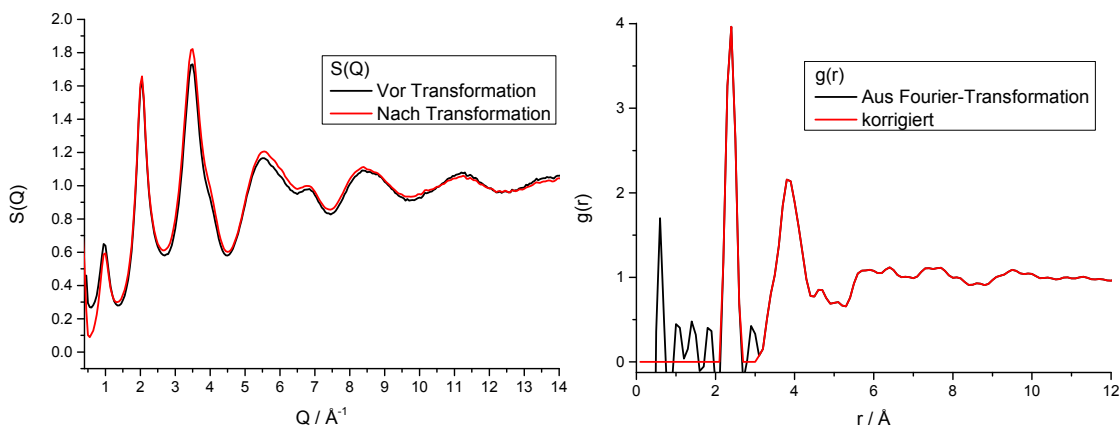 S(Q)
Vor Transformation
Nach Transformation
2.0
1.8
1.6
1.4
1.2
1.0
0.8
0.6
0.4
0.2
0.0
S(Q)
1 2 3 4 5 6 7 8 9 10 11 12 13 14
Q / Å⁻¹
g(r)
Aus Fourier-Transformation
korrigiert
4
3
2
1
0
g(r)
0 2 4 6 8 10 12
r / Å